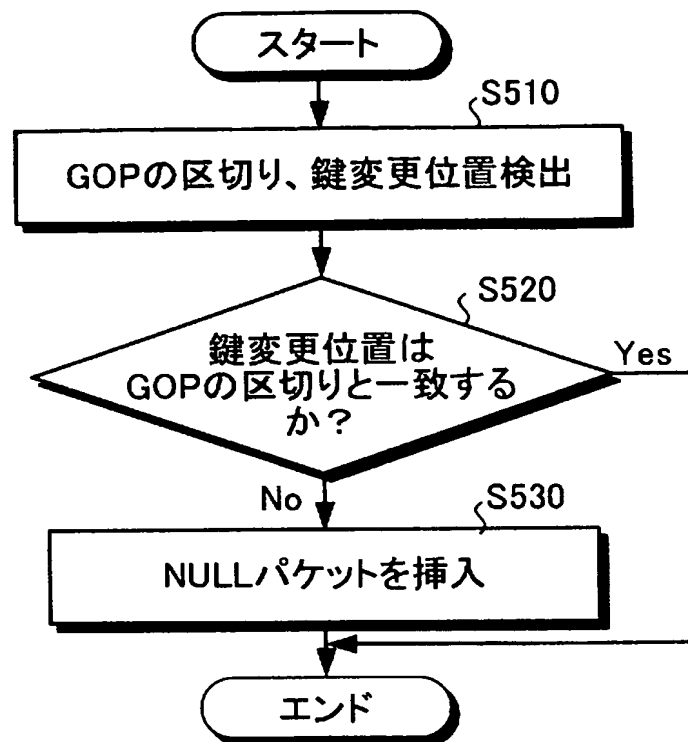 スタート
S510
GOPの区切り、鍵変更位置検出
S520
鍵変更位置は
GOPの区切りと一致する
か?
Yes
No
S530
NULLパケットを挿入
エンド